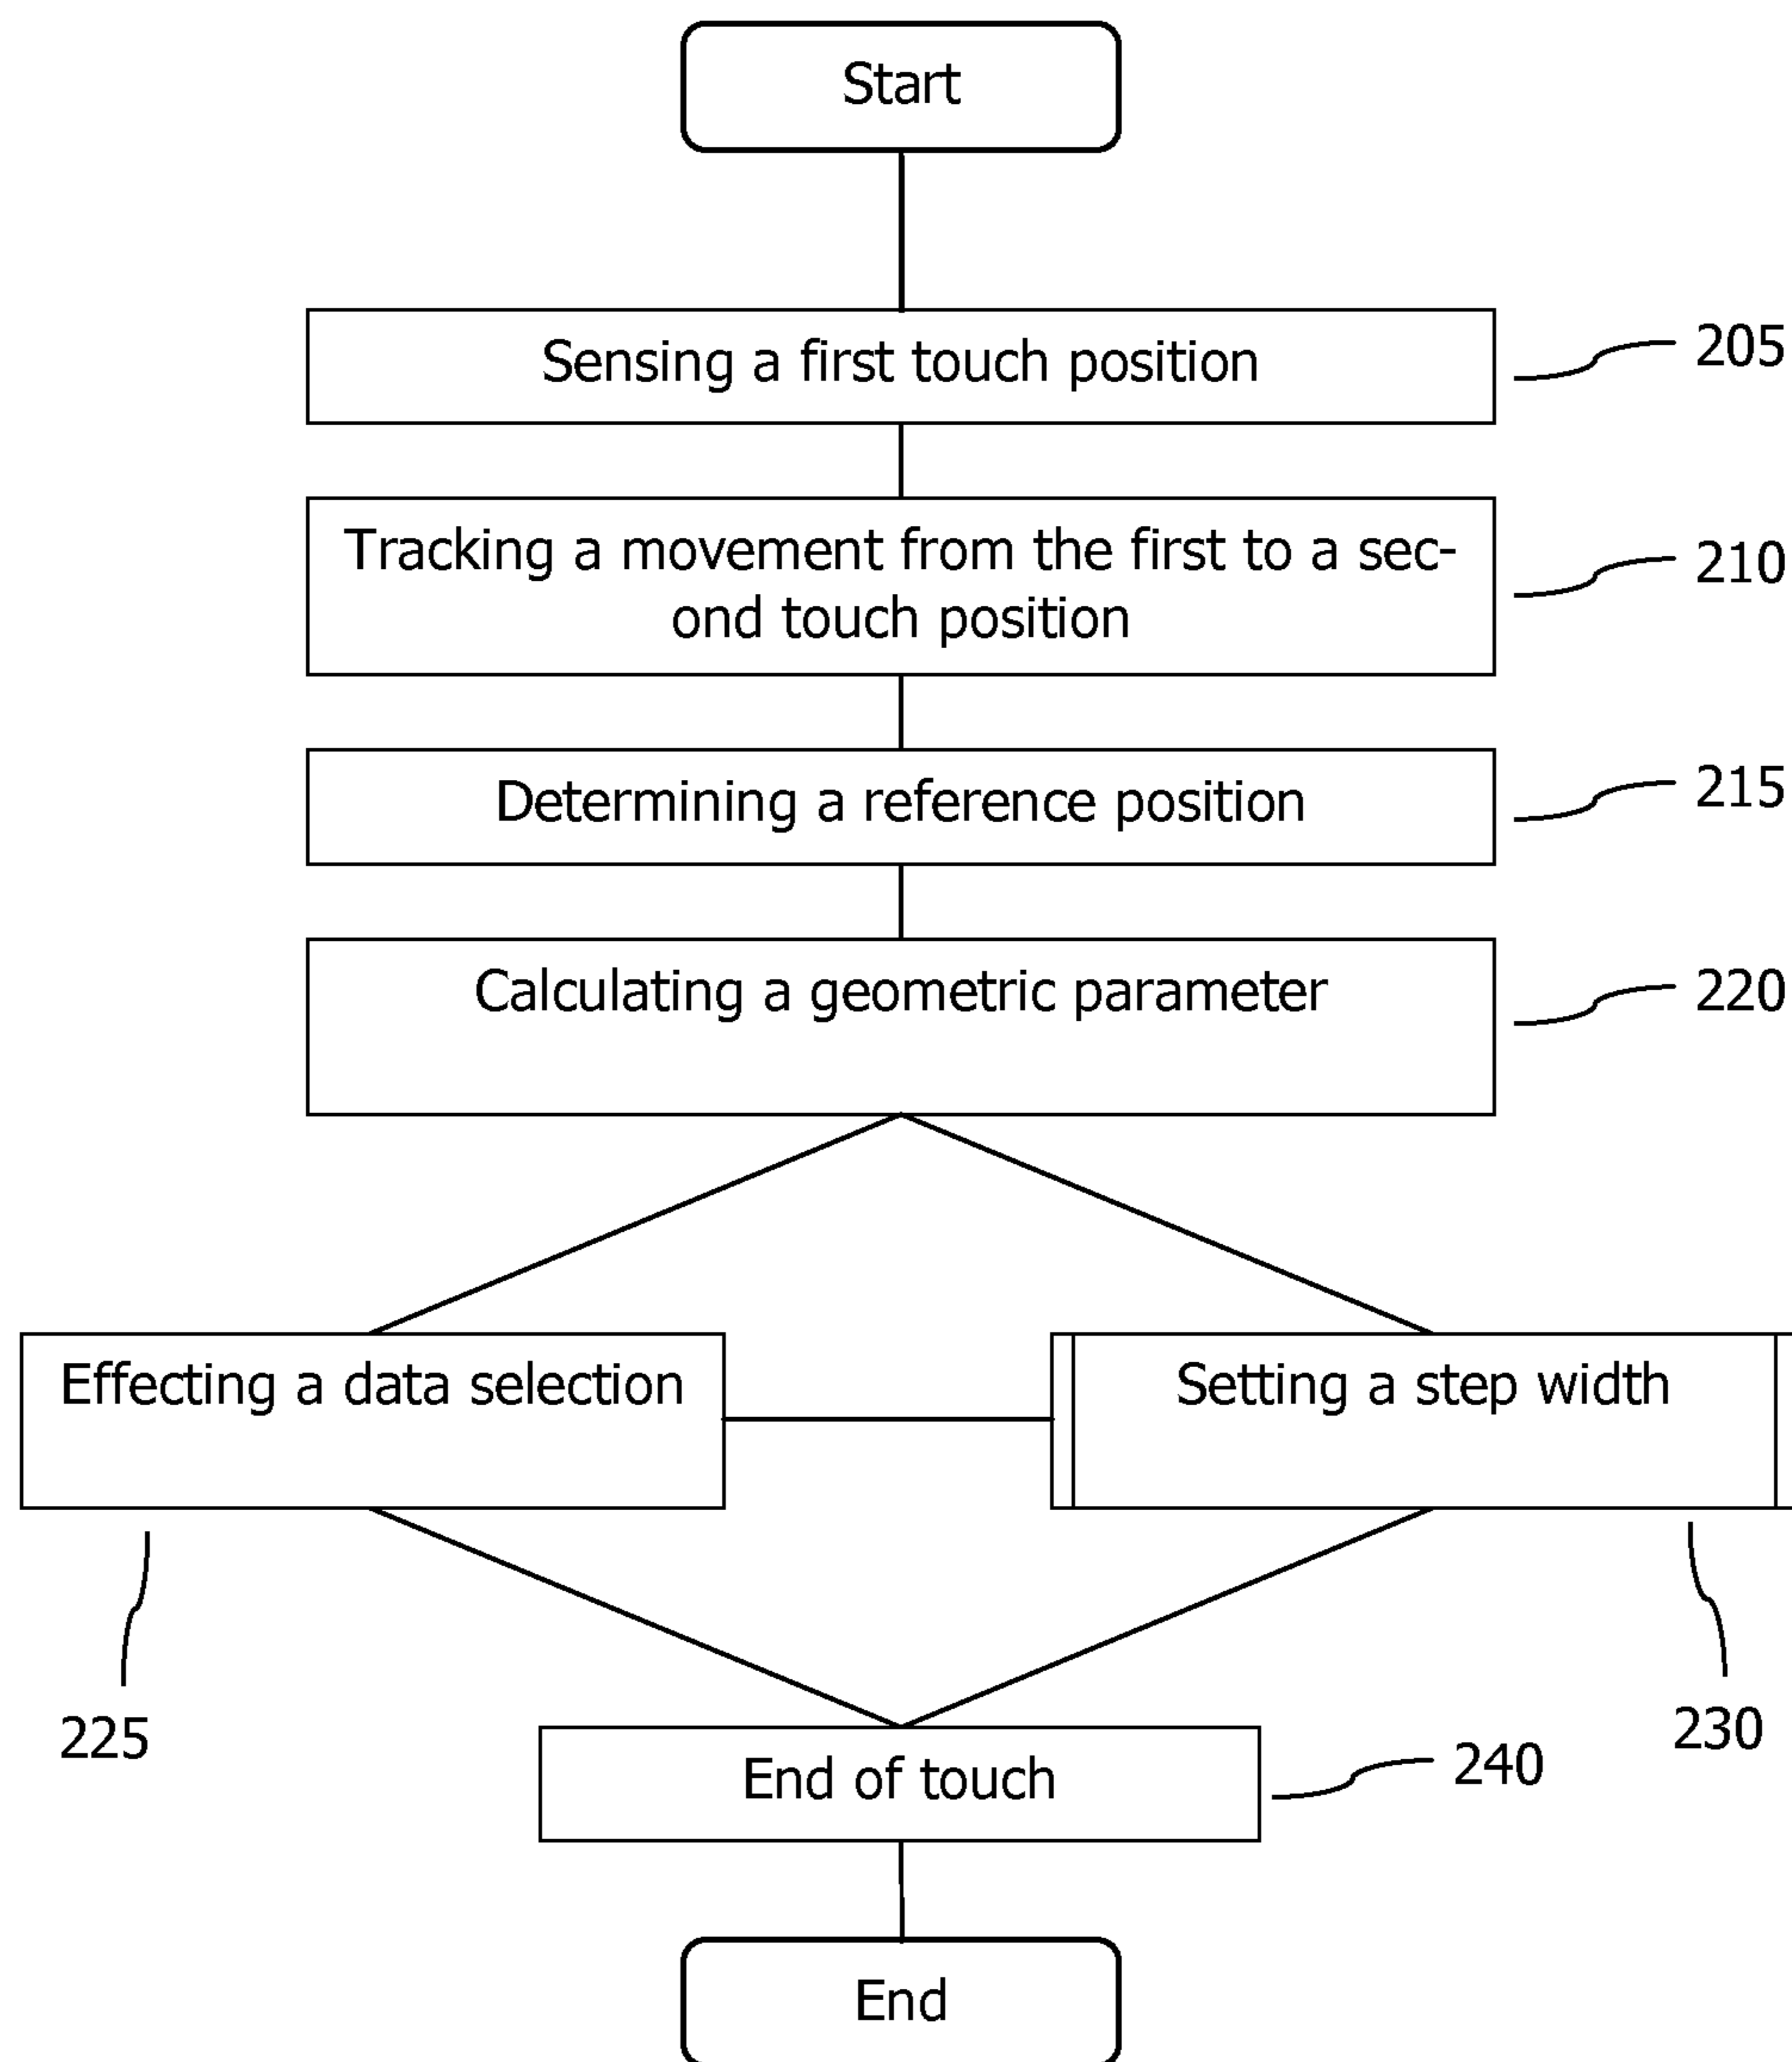 Start
Sensing a first touch position
205
Tracking a movement from the first to a sec-
ond touch position
210
Determining a reference position
215
Calculating a geometric parameter
220
Effecting a data selection
Setting a step width
225
230
End of touch
240
End